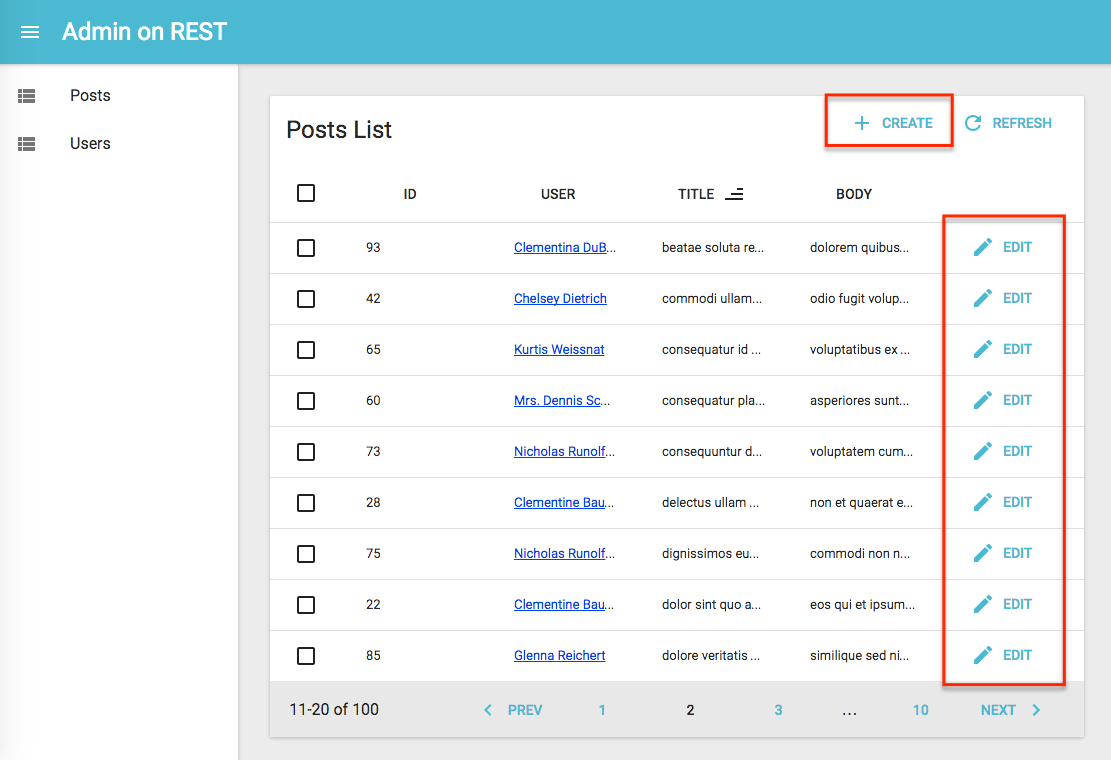 Admin on REST
Posts
Users
Posts List
CREATE
REFRESH
ID USER TITLE BODY
93 Clementina DuB... beatae soluta re... dolorem quibus... EDIT
42 Chelsey Dietrich commodi ullam... odio fugit volup... EDIT
65 Kurtis Weissnat consequatur id ... voluptatibus ex ... EDIT
60 Mrs. Dennis Sc... consequatur pla... asperiores sunt... EDIT
73 Nicholas Runolf... consequuntur d... voluptatem cum... EDIT
28 Clementine Bau... delectus ullam ... non et quaerat e... EDIT
75 Nicholas Runolf... dignissimos eu... commodi non n... EDIT
22 Clementine Bau... dolor sint quo a... eos qui et ipsum... EDIT
85 Glenna Reichert dolore veritatis ... similique sed ni... EDIT
11-20 of 100 PREV 1 2 3 ... 10 NEXT